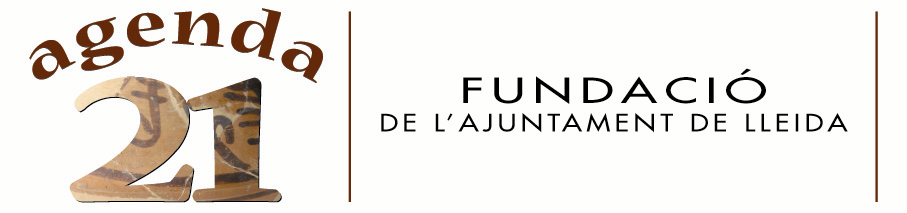 agenda
21
FUNDACIÓ
DE L'AJUNTAMENT DE LLEIDA